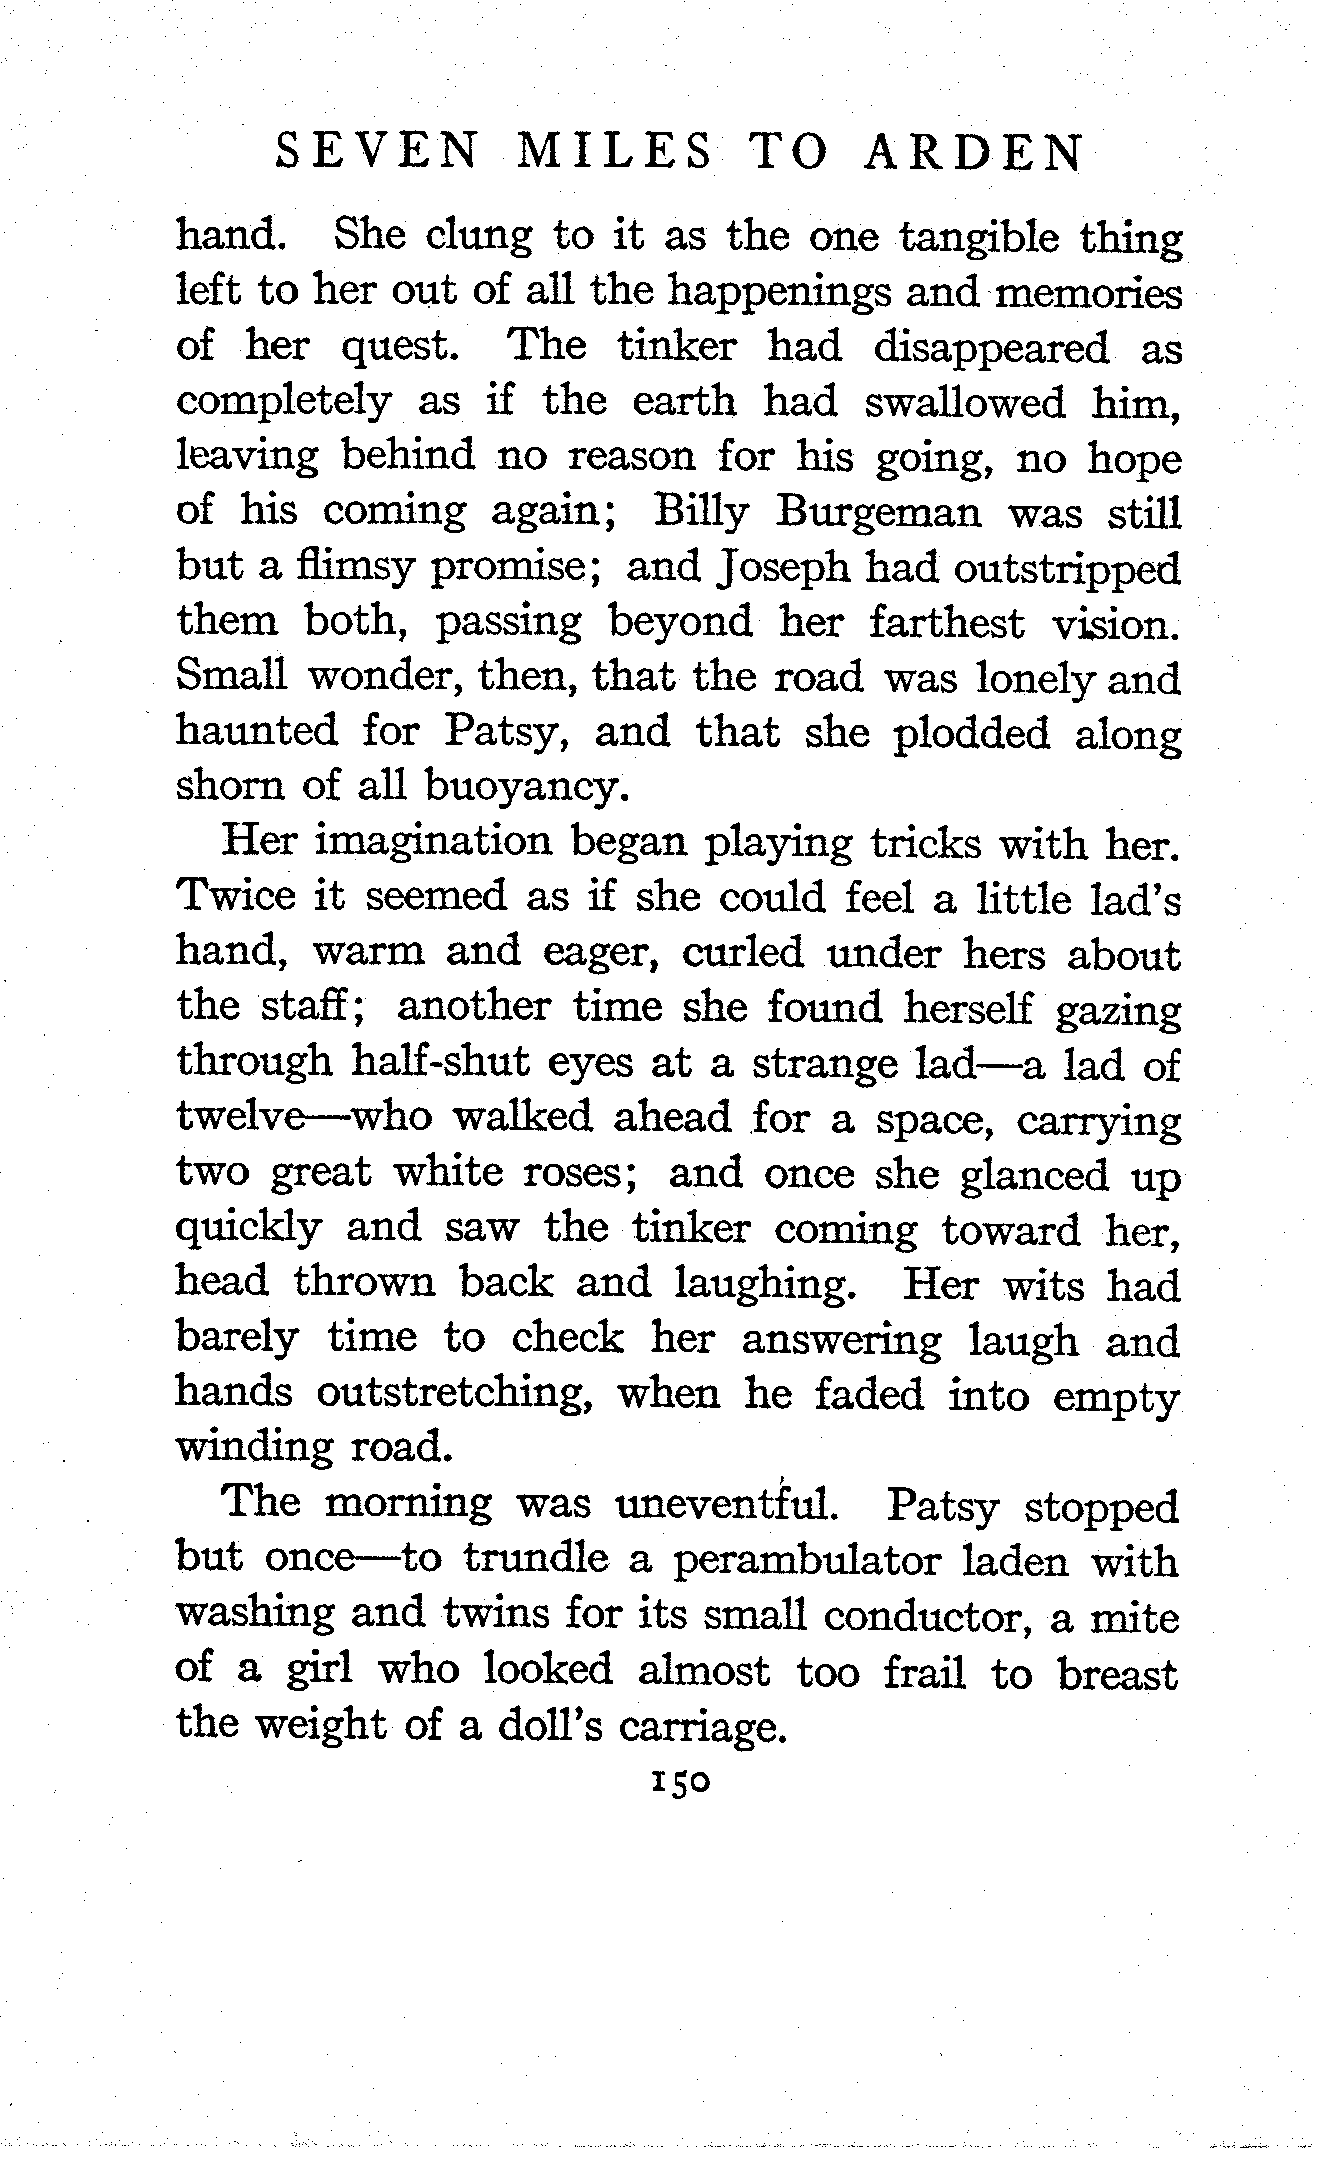 SEVEN MILES TO ARDEN
hand. She clung to it as the one tangible thing
left to her out of all the happenings and memories
of her quest. The tinker had disappeared as
completely as if the earth had swallowed him,
leaving behind no reason for his going, no hope
of his coming again; Billy Burgeman was still
but a flimsy promise; and Joseph had outstripped
them both, passing beyond her farthest vision.
Small wonder, then, that the road was lonely and
haunted for Patsy, and that she plodded along
shorn of all buoyancy.
Her imagination began playing tricks with her.
Twice it seemed as if she could feel a little lad's
hand, warm and eager, curled under hers about
the staff; another time she found herself gazing
through half-shut eyes at a strange lad—a lad of
twelve—who walked ahead for a space, carrying
two great white roses; and once she glanced up
quickly and saw the tinker coming toward her,
head thrown back and laughing. Her wits had
barely time to check her answering laugh and
hands outstretching, when he faded into empty
winding road.
The morning was uneventful. Patsy stopped
but once—to trundle a perambulator laden with
washing and twins for its small conductor, a mite
of a girl who looked almost too frail to breast
the weight of a doll's carriage.
150